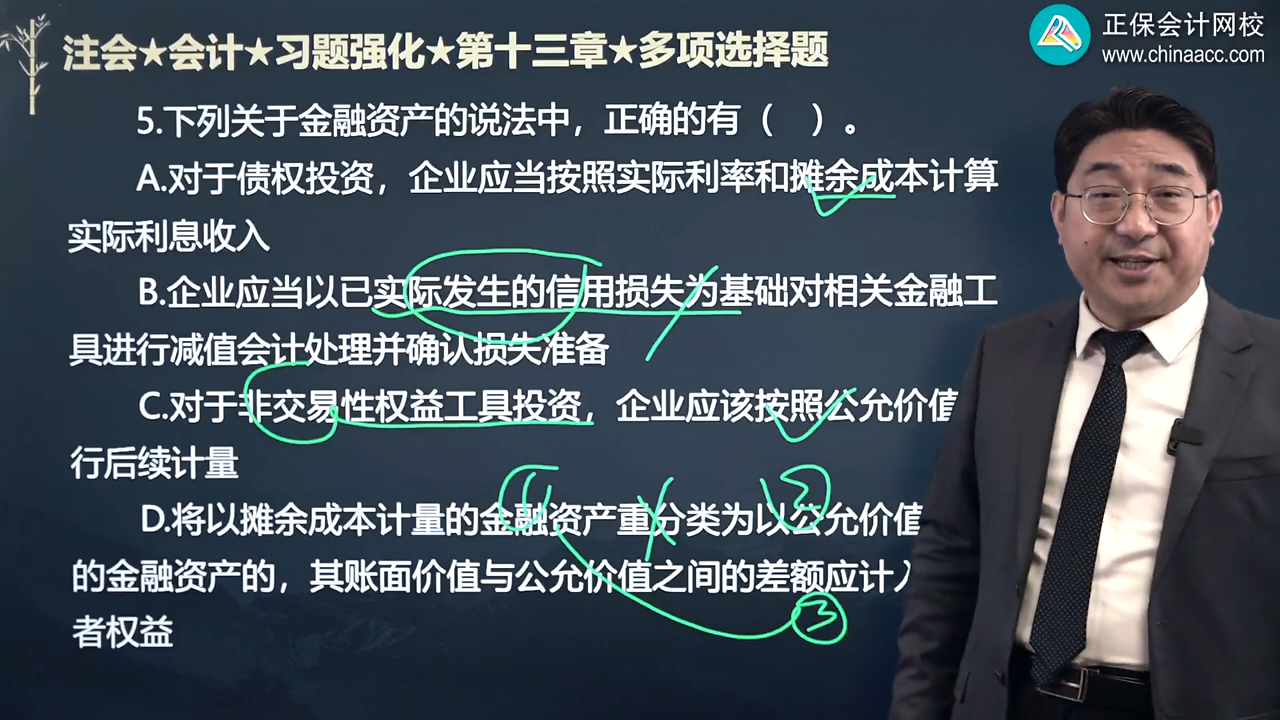 注会★会计★习题强化★第十三章★多项选择题
正保会计网校
www.chinaacc.com
5.下列关于金融资产的说法中，正确的有（ ）。
A.对于债权投资，企业应当按照实际利率和摊余成本计算
实际利息收入
B.企业应当以已实际发生的信用损失为基础对相关金融工
具进行减值会计处理并确认损失准备
C.对于非交易性权益工具投资，企业应该按照公允价值
行后续计量
D.将以摊余成本计量的金融资产重分类为以公允价值
的金融资产的，其账面价值与公允价值之间的差额应计入
者权益
2
3